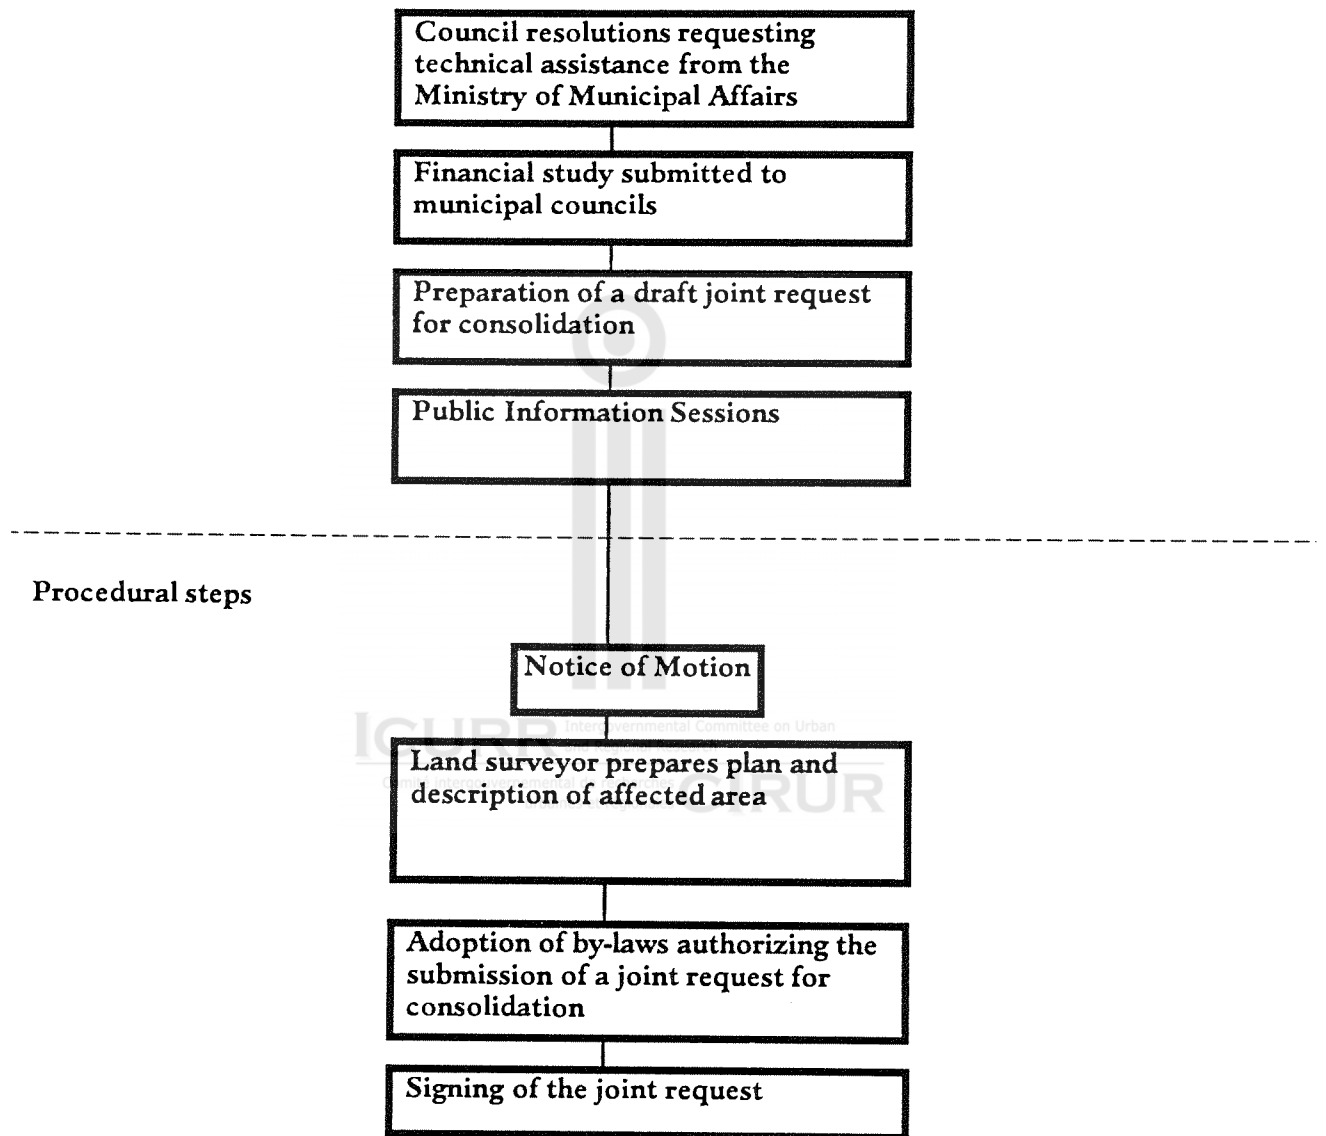 Council resolutions requesting
technical assistance from the
Ministry of Municipal Affairs
Financial study submitted to
municipal councils
Preparation of a draft joint request
for consolidation
Public Information Sessions
Procedural steps
Notice of Motion
IGURR Intergovernmental Committee on Urban
Land surveyor prepares plan and
description of affected area
CIRUR
Adoption of by-laws authorizing the
submission of a joint request for
consolidation
Signing of the joint request